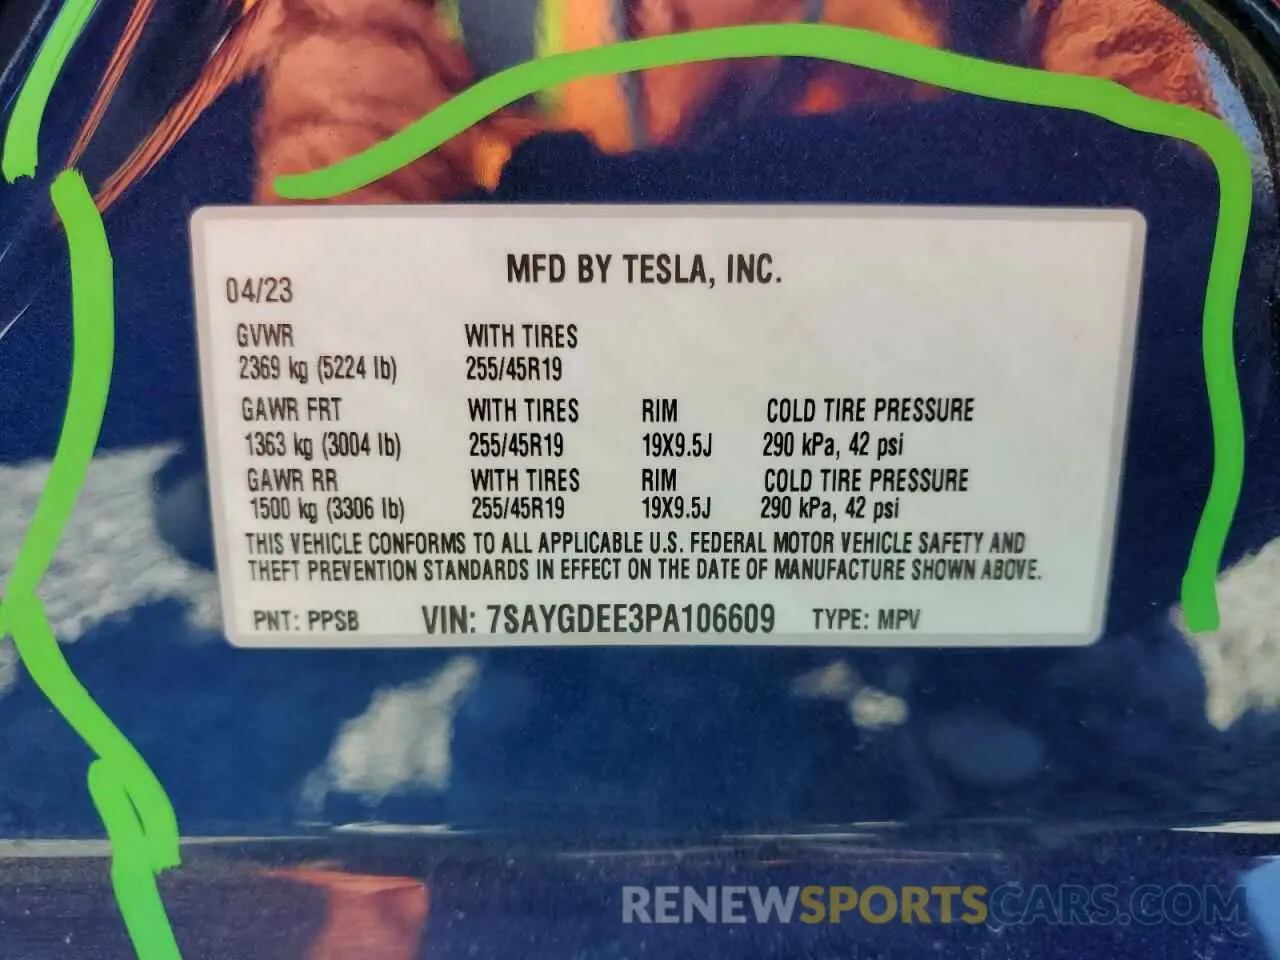 MFD BY TESLA, INC.
04/23
GVWR WITH TIRES
2369 kg (5224 lb) 255/45R19
GAWR FRT WITH TIRES RIM COLD TIRE PRESSURE
1363 kg (3004 lb) 255/45R19 19X9.5J 290 kPa, 42 psi
GAWR RR WITH TIRES RIM COLD TIRE PRESSURE
1500 kg (3306 lb) 255/45R19 19X9.5J 290 kPa, 42 psi
THIS VEHICLE CONFORMS TO ALL APPLICABLE U.S. FEDERAL MOTOR VEHICLE SAFETY AND
THEFT PREVENTION STANDARDS IN EFFECT ON THE DATE OF MANUFACTURE SHOWN ABOVE.
PNT: PPSB VIN: 7SAYGDEE3PA106609 TYPE: MPV
RENEWSPORTSCARS.COM